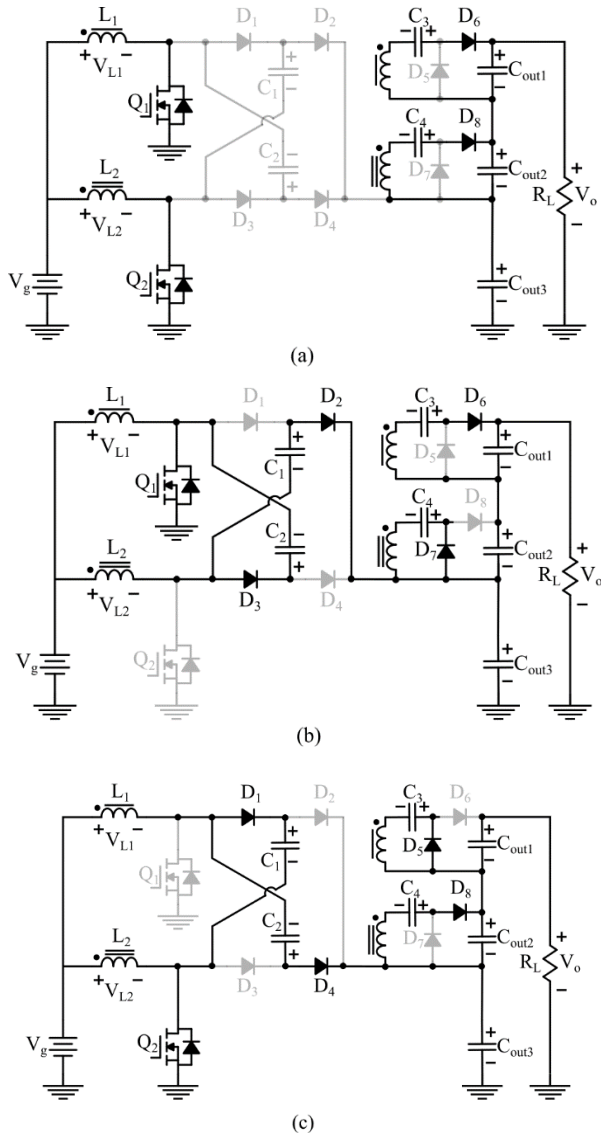 L1 D1 D2 C3 D6
VL1 C1 D5 Cout1
Q1
C4 D8
L2 C2 D7 Cout2
VL2 D3 D4 RL Vo
Vg Q2 Cout3
(a)
L1 D1 D2 C3 D6
VL1 C1 D5 Cout1
Q1
C4 D8
L2 C2 D7 Cout2
VL2 D3 D4 RL Vo
Vg Q2 Cout3
(b)
L1 D1 D2 C3 D6
VL1 C1 D5 Cout1
Q1
C4 D8
L2 C2 D7 Cout2
VL2 D3 D4 RL Vo
Vg Q2 Cout3
(c)